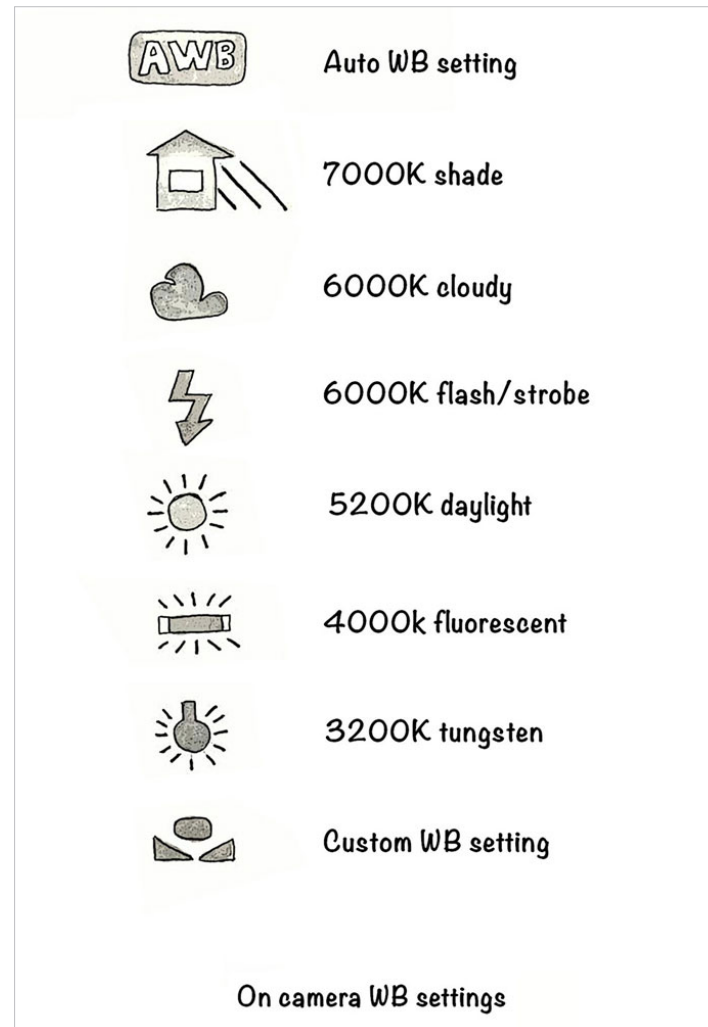 AWB Auto WB setting
7000K shade
6000K cloudy
6000K flash/strobe
5200K daylight
4000k fluorescent
3200K tungsten
Custom WB setting
On camera WB settings